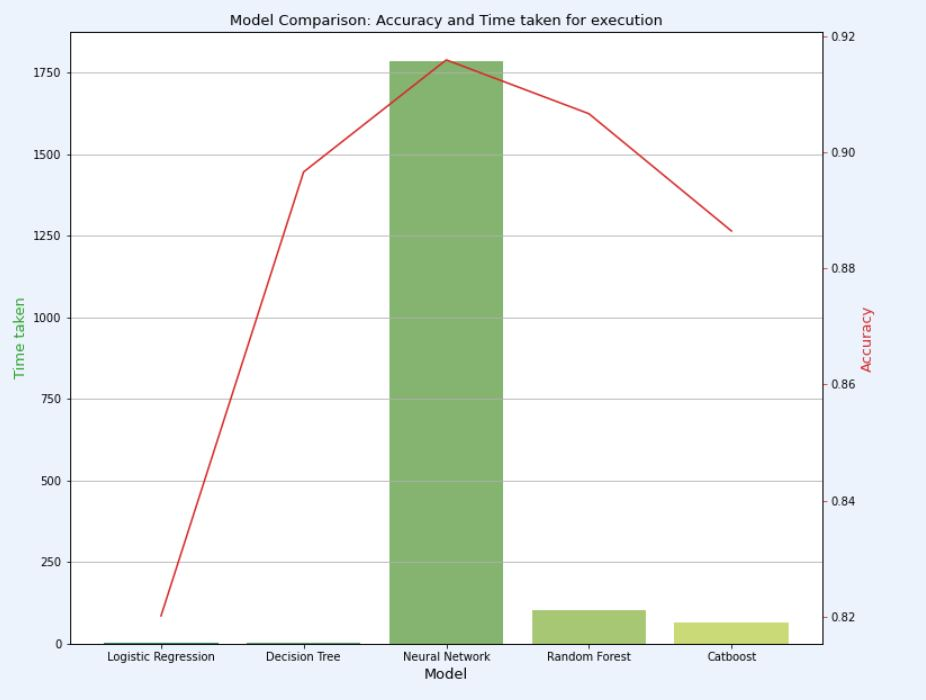 Model Comparison: Accuracy and Time taken for execution
Time taken
1750
1500
1250
1000
750
500
250
0
0.92
0.90
0.88
0.86
0.84
0.82
Accuracy
Logistic Regression
Decision Tree
Neural Network
Random Forest
Catboost
Model